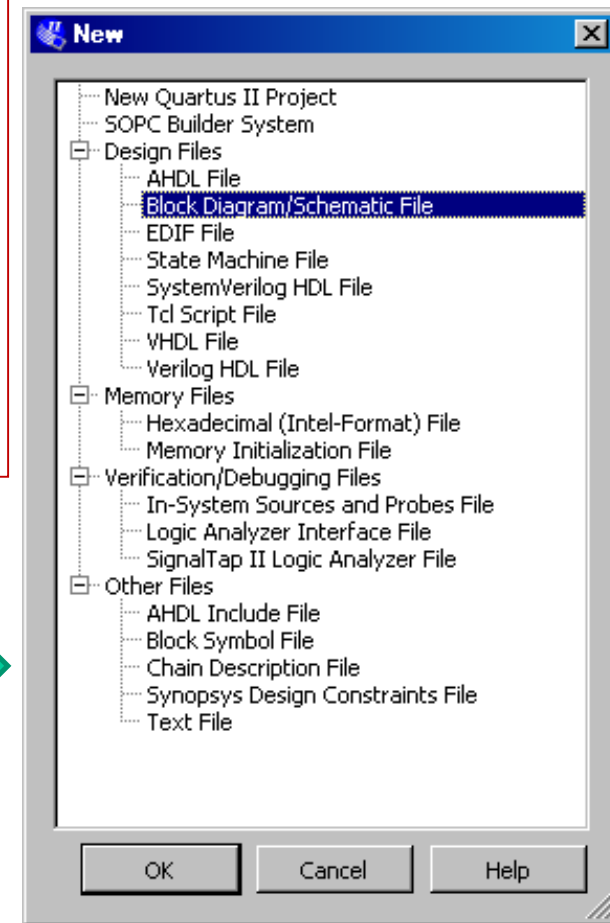 New
New Quartus II Project
SOPC Builder System
Design Files
AHDL File
Block Diagram/Schematic File
EDIF File
State Machine File
SystemVerilog HDL File
Tcl Script File
VHDL File
Verilog HDL File
Memory Files
Hexadecimal (Intel-Format) File
Memory Initialization File
Verification/Debugging Files
In-System Sources and Probes File
Logic Analyzer Interface File
SignalTap II Logic Analyzer File
Other Files
AHDL Include File
Block Symbol File
Chain Description File
Synopsys Design Constraints File
Text File
OK Cancel Help